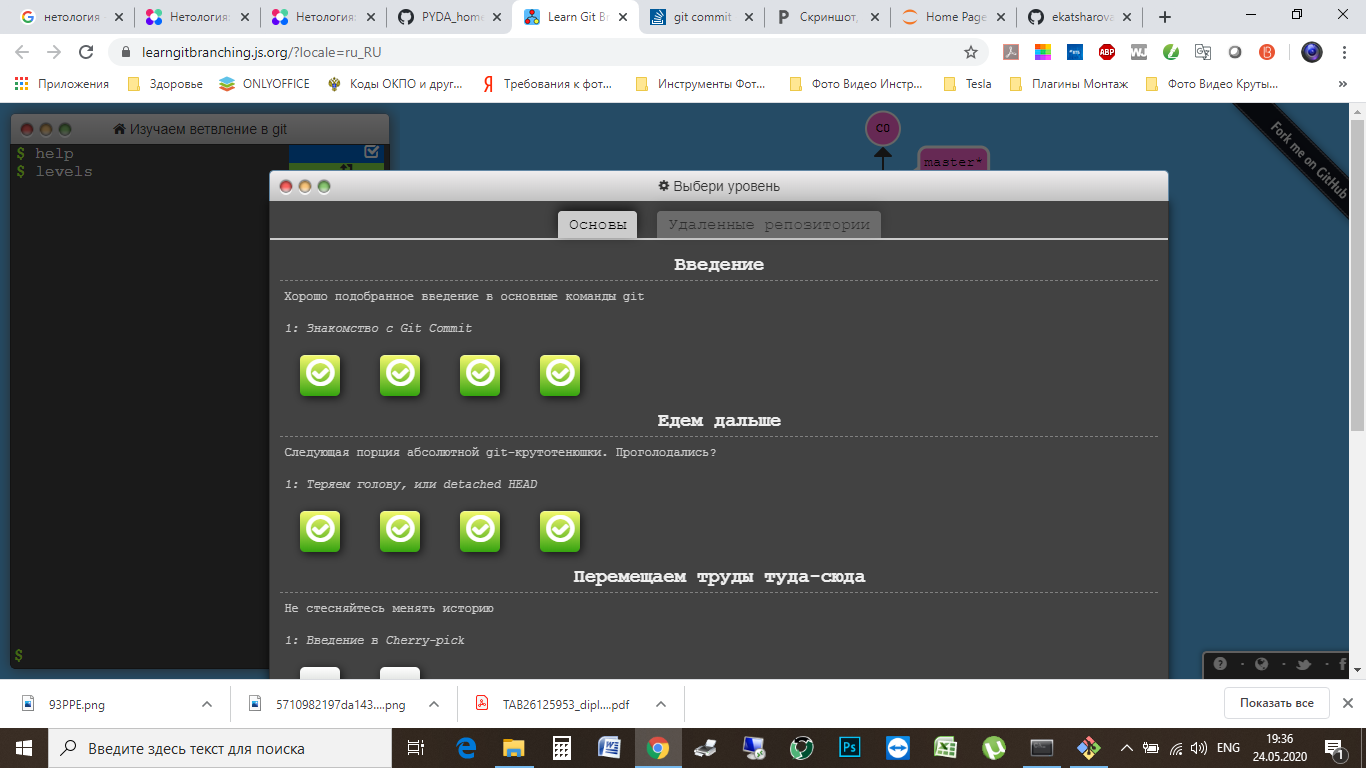 нетология
Нетология:
Нетология:
PYDA_home
Learn Git Br
git commit
Скриншот,
Home Page
ekatsharova
learngitbranching.js.org/?locale=ru_RU
Приложения
Здоровье
ONLYOFFICE
Коды ОКПО и друг...
Требования к фот...
Инструменты Фот...
Фото Видео Инстр...
Tesla
Плагины Монтаж
Фото Видео Круты...
Изучаем ветвление в git
$ help
$ levels
$
C0
master*
Fork me on GitHub
Выбери уровень
Основы
Удаленные репозитории
Введение
Хорошо подобранное введение в основные команды git
1: Знакомство с Git Commit
Едем дальше
Следующая порция абсолютной git-крутотенюшки. Проголодались?
1: Теряем голову, или detached HEAD
Перемещаем труды туда-сюда
Не стесняйтесь менять историю
1: Введение в Cherry-pick
93PPE.png
5710982197da143....png
TAB26125953_dipl....pdf
Показать все
Введите здесь текст для поиска
ENG
19:36
24.05.2020
1